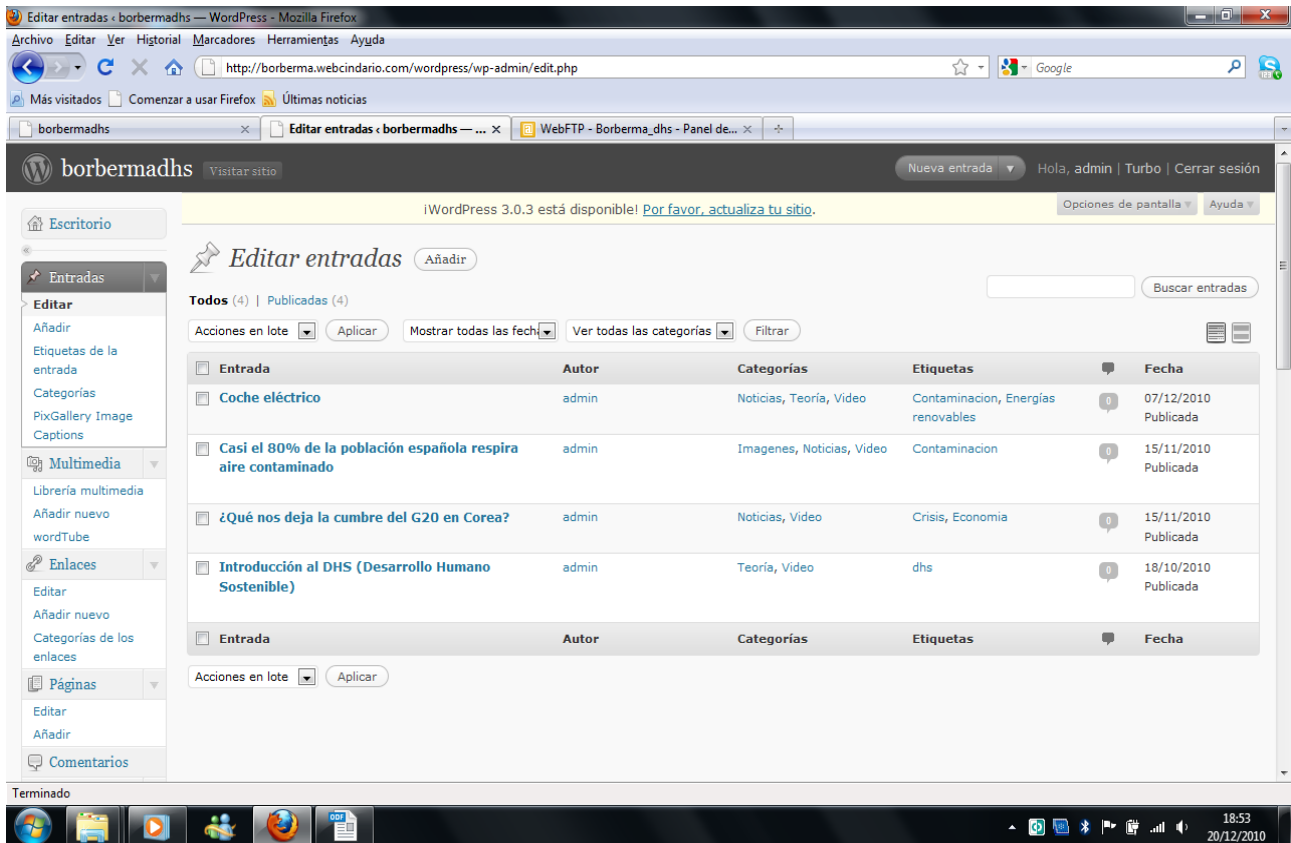 Editar entradas ‹ borbermadhs — WordPress - Mozilla Firefox
Archivo Editar Ver Historial Marcadores Herramientas Ayuda
http://borberma.webcindario.com/wordpress/wp-admin/edit.php Google
Más visitados Comenzar a usar Firefox Últimas noticias
borbermadhs Editar entradas ‹ borbermadhs — ... WebFTP - Borberma_dhs - Panel de...
borbermadhs Visitar sitio Nueva entrada Hola, admin | Turbo | Cerrar sesión
¡WordPress 3.0.3 está disponible! Por favor, actualiza tu sitio. Opciones de pantalla Ayuda
Escritorio
Entradas
Editar
Añadir
Etiquetas de la
entrada
Categorías
PixGallery Image
Captions
Multimedia
Librería multimedia
Añadir nuevo
wordTube
Enlaces
Editar
Añadir nuevo
Categorías de los
enlaces
Páginas
Editar
Añadir
Comentarios
Editar entradas Añadir
Buscar entradas
Todos (4) | Publicadas (4)
Acciones en lote Aplicar Mostrar todas las fech Ver todas las categorías Filtrar
Entrada Autor Categorías Etiquetas Fecha
Coche eléctrico admin Noticias, Teoría, Video Contaminacion, Energías 0 07/12/2010
renovables Publicada
Casi el 80% de la población española respira admin Imagenes, Noticias, Video Contaminacion 0 15/11/2010
aire contaminado Publicada
¿Qué nos deja la cumbre del G20 en Corea? admin Noticias, Video Crisis, Economia 0 15/11/2010
Publicada
Introducción al DHS (Desarrollo Humano admin Teoría, Video dhs 0 18/10/2010
Sostenible) Publicada
Entrada Autor Categorías Etiquetas Fecha
Acciones en lote Aplicar
Terminado
ODF
18:53
20/12/2010